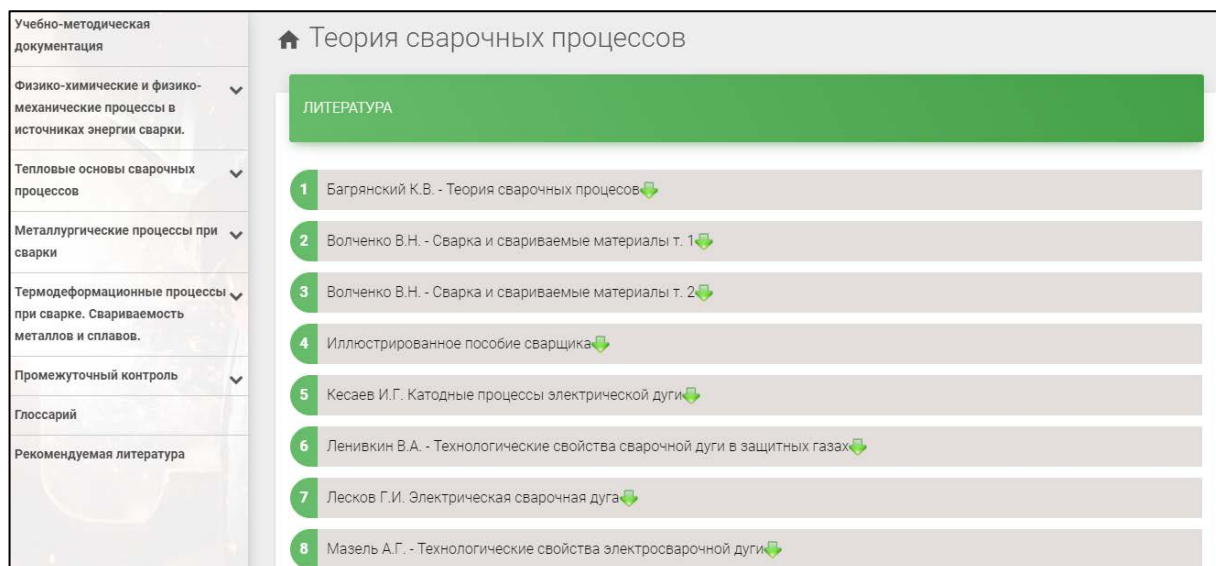 Учебно-методическая
документация
Физико-химические и физико-
механические процессы в
источниках энергии сварки.
Тепловые основы сварочных
процессов
Металлургические процессы при
сварки
Термодеформационные процессы
при сварке. Свариваемость
металлов и сплавов.
Промежуточный контроль
Глоссарий
Рекомендуемая литература
Теория сварочных процессов
ЛИТЕРАТУРА
1 Багрянский К.В. - Теория сварочных процесов
2 Волченко В.Н. - Сварка и свариваемые материалы т. 1
3 Волченко В.Н. - Сварка и свариваемые материалы т. 2
4 Иллюстрированное пособие сварщика
5 Кесаев И.Г. Катодные процессы электрической дуги
6 Ленивкин В.А. - Технологические свойства сварочной дуги в защитных газах
7 Лесков Г.И. Электрическая сварочная дуга
8 Мазель А.Г. - Технологические свойства электросварочной дуги